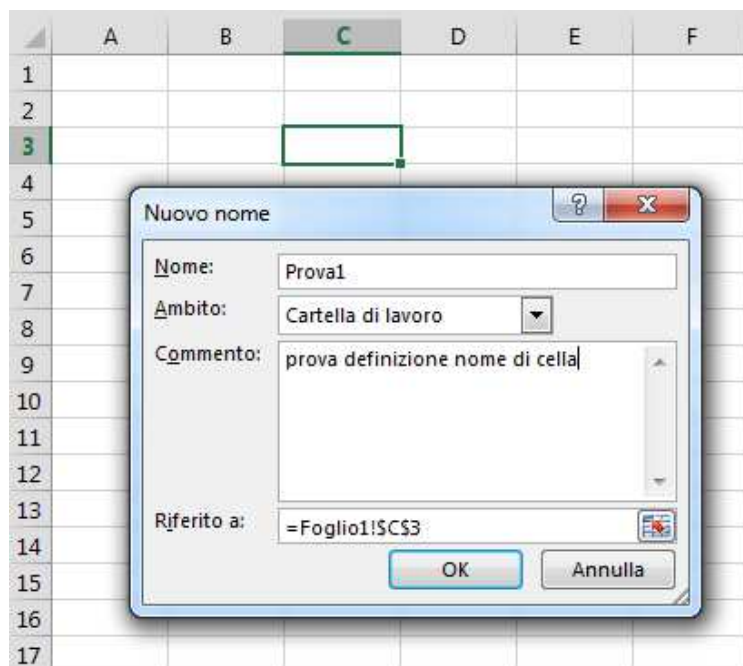 A B C D E F
1
2
3
4
5
6
7
8
9
10
11
12
13
14
15
16
17
Nuovo nome
Nome: Prova1
Ambito: Cartella di lavoro
Commento: prova definizione nome di cella
Riferito a: =Foglio1!$C$3
OK Annulla